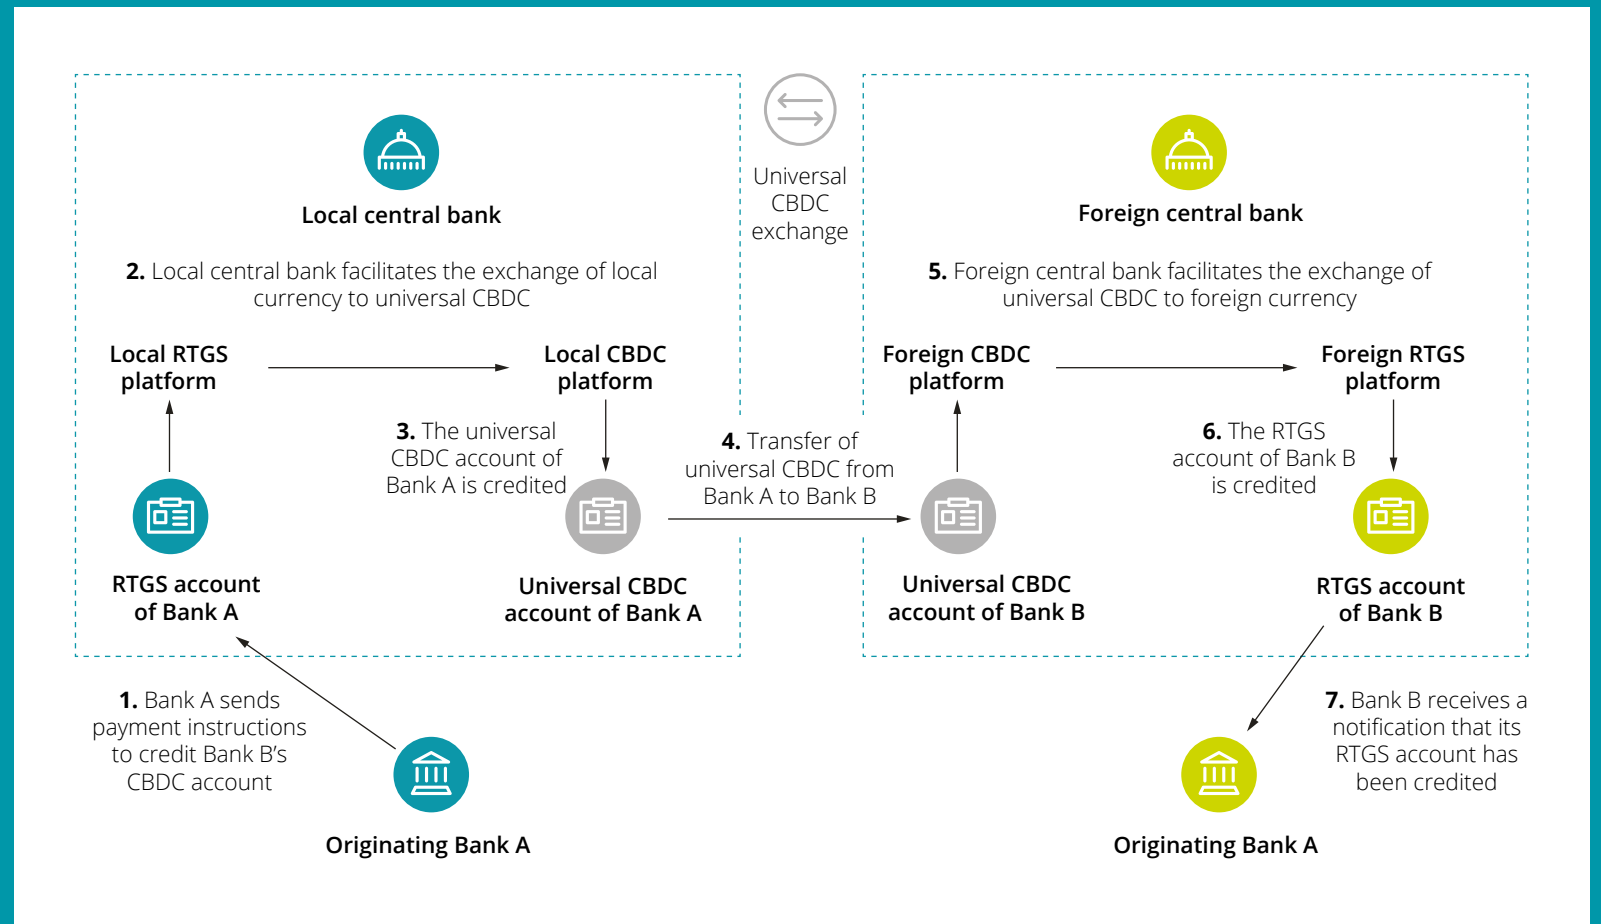 Local central bank
2. Local central bank facilitates the exchange of local
currency to universal CBDC
Local RTGS
platform
Local CBDC
platform
3. The universal
CBDC account of
Bank A is credited
RTGS account
of Bank A
Universal CBDC
account of Bank A
1. Bank A sends
payment instructions
to credit Bank B’s
CBDC account
Originating Bank A
Universal
CBDC
exchange
4. Transfer of
universal CBDC from
Bank A to Bank B
Foreign central bank
5. Foreign central bank facilitates the exchange of
universal CBDC to foreign currency
Foreign CBDC
platform
Foreign RTGS
platform
6. The RTGS
account of Bank B
is credited
Universal CBDC
account of Bank B
RTGS account
of Bank B
7. Bank B receives a
notification that its
RTGS account has
been credited
Originating Bank A